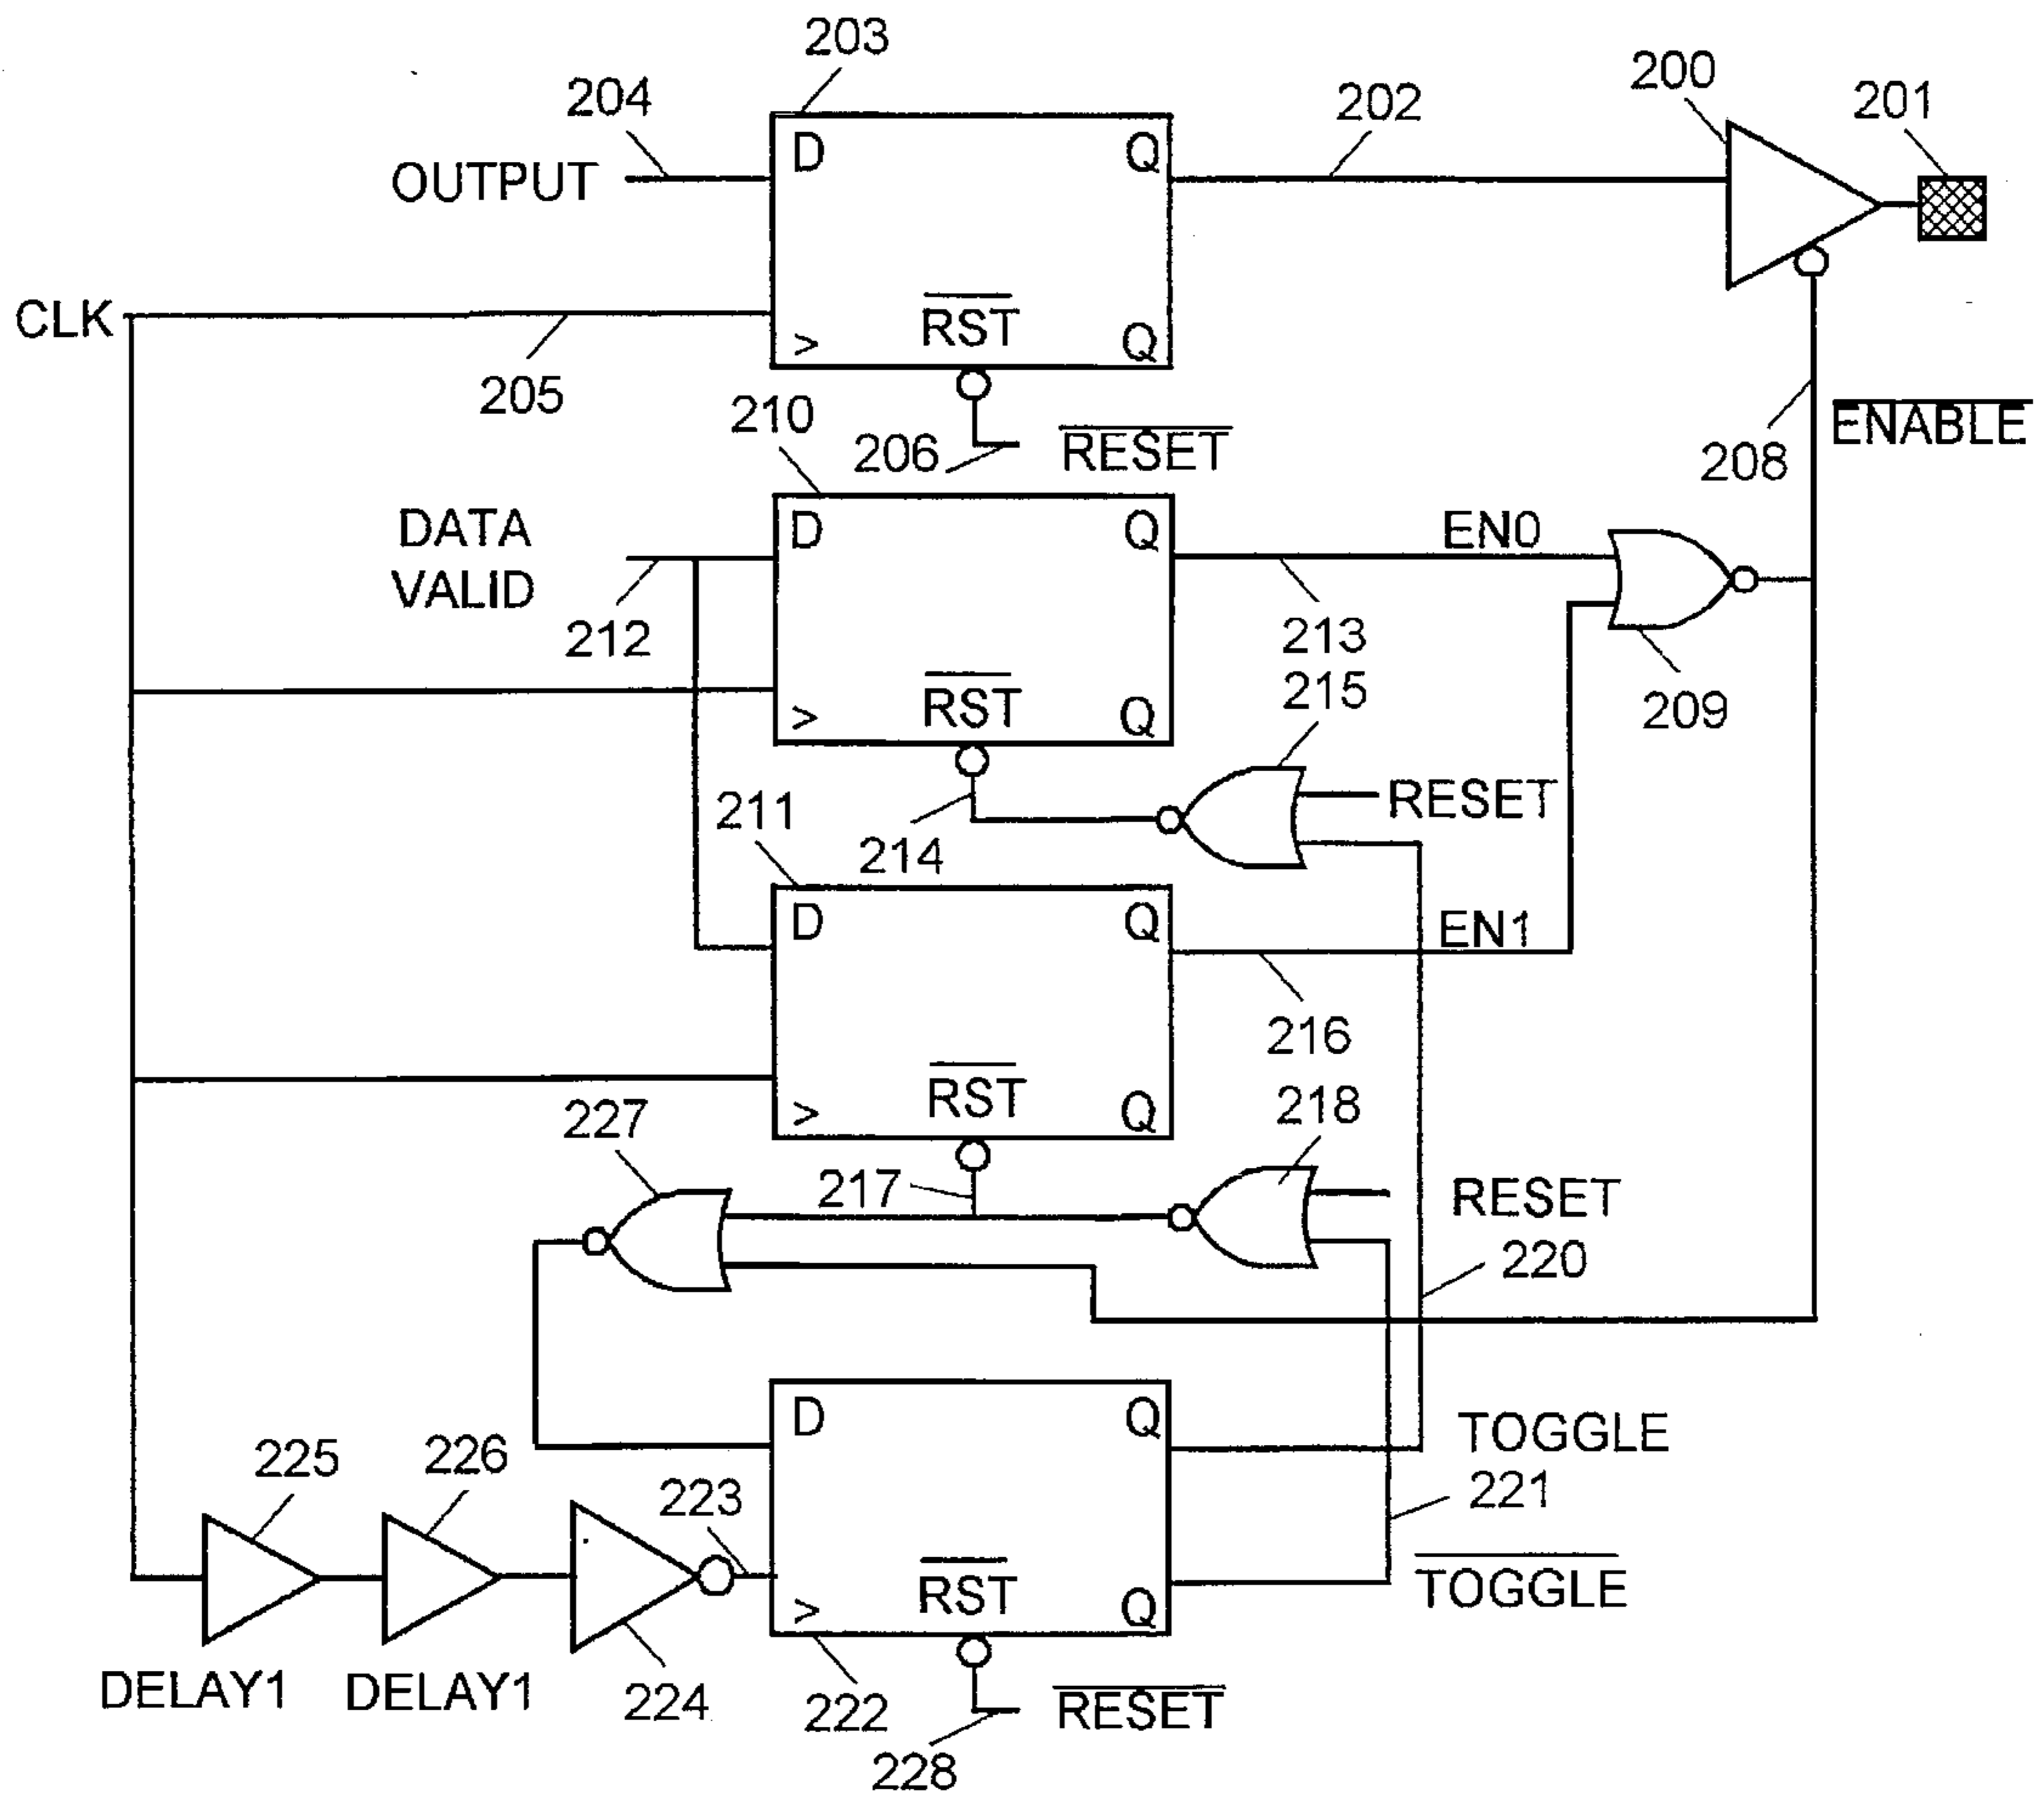 203
200
204
202
201
D
Q
OUTPUT
CLK
RST
>
Q
205
210
206
RESET
ENABLE
208
DATA
VALID
D
Q
EN0
212
213
215
209
RST
>
Q
211
214
RESET
D
Q
EN1
216
RST
>
Q
227
218
217
RESET
220
D
Q
TOGGLE
225
226
223
221
RST
>
Q
TOGGLE
DELAY1
DELAY1
224
222
RESET
228